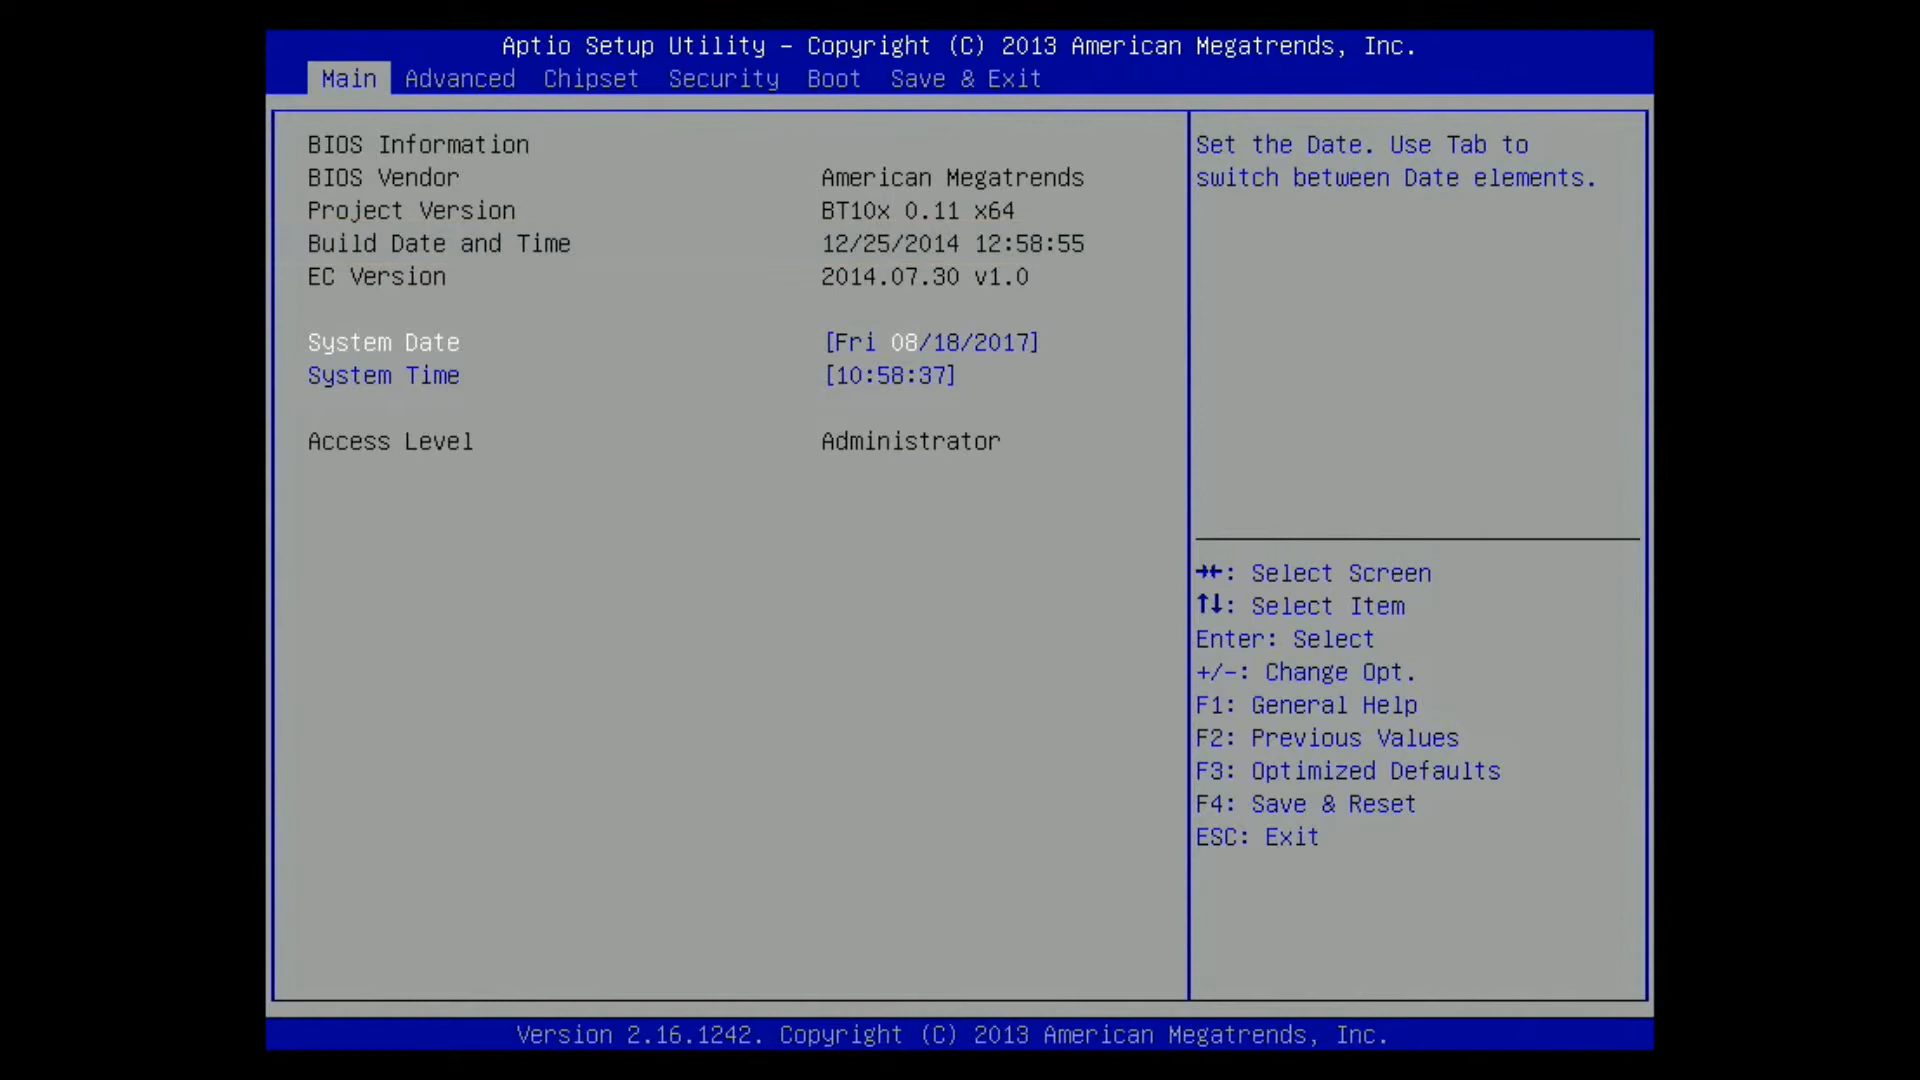 Aptio Setup Utility – Copyright (C) 2013 American Megatrends, Inc.
Main Advanced Chipset Security Boot Save & Exit
BIOS Information
BIOS Vendor American Megatrends
Project Version BT10x 0.11 x64
Build Date and Time 12/25/2014 12:58:55
EC Version 2014.07.30 v1.0
System Date [Fri 08/18/2017]
System Time [10:58:37]
Access Level Administrator
Set the Date. Use Tab to
switch between Date elements.
→←: Select Screen
↑↓: Select Item
Enter: Select
+/-: Change Opt.
F1: General Help
F2: Previous Values
F3: Optimized Defaults
F4: Save & Reset
ESC: Exit
Version 2.16.1242. Copyright (C) 2013 American Megatrends, Inc.